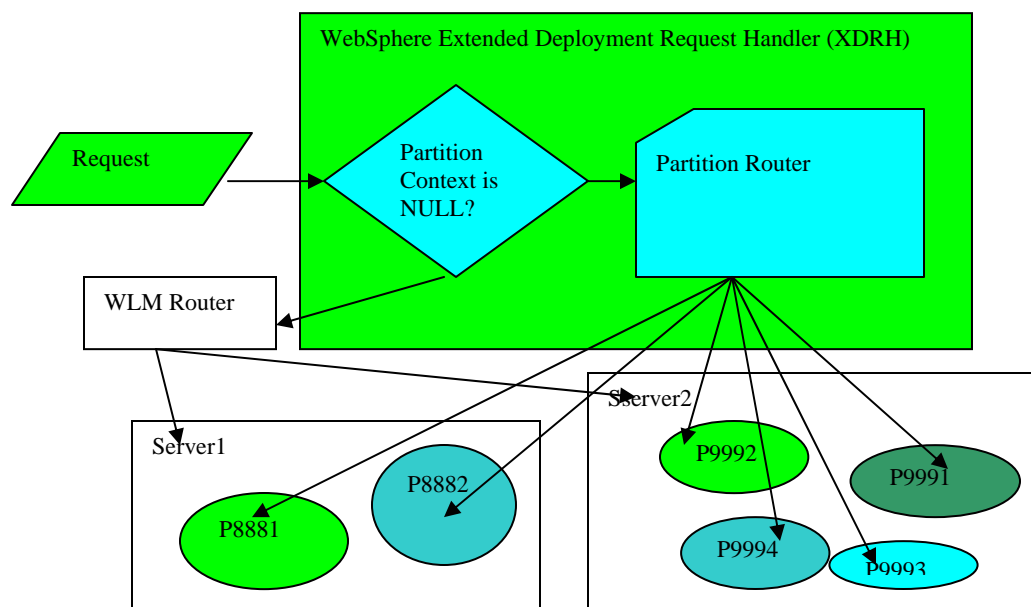 WebSphere Extended Deployment Request Handler (XDRH)
Request
Partition
Context is
NULL?
Partition Router
WLM Router
Sserver2
Server1
P9992
P9991
P8882
P8881
P9994
P9993